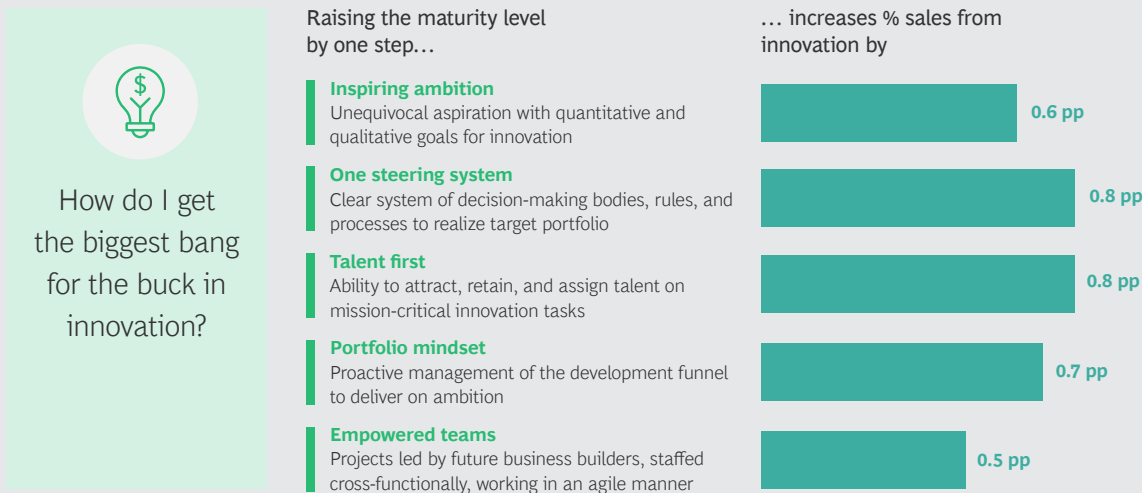 $
How do I get
the biggest bang
for the buck in
innovation?
Raising the maturity level
by one step…
… increases % sales from
innovation by
Inspiring ambition
Unequivocal aspiration with quantitative and
qualitative goals for innovation
0.6 pp
One steering system
Clear system of decision-making bodies, rules, and
processes to realize target portfolio
0.8 pp
Talent first
Ability to attract, retain, and assign talent on
mission-critical innovation tasks
0.8 pp
Portfolio mindset
Proactive management of the development funnel
to deliver on ambition
0.7 pp
Empowered teams
Projects led by future business builders, staffed
cross-functionally, working in an agile manner
0.5 pp